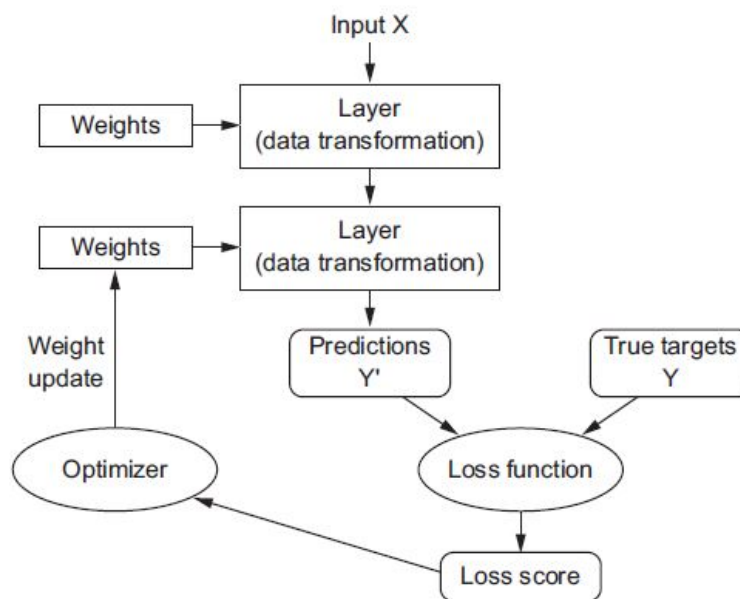 Input X
Weights
Layer
(data transformation)
Weights
Layer
(data transformation)
Weight
update
Predictions
Y'
True targets
Y
Optimizer
Loss function
Loss score